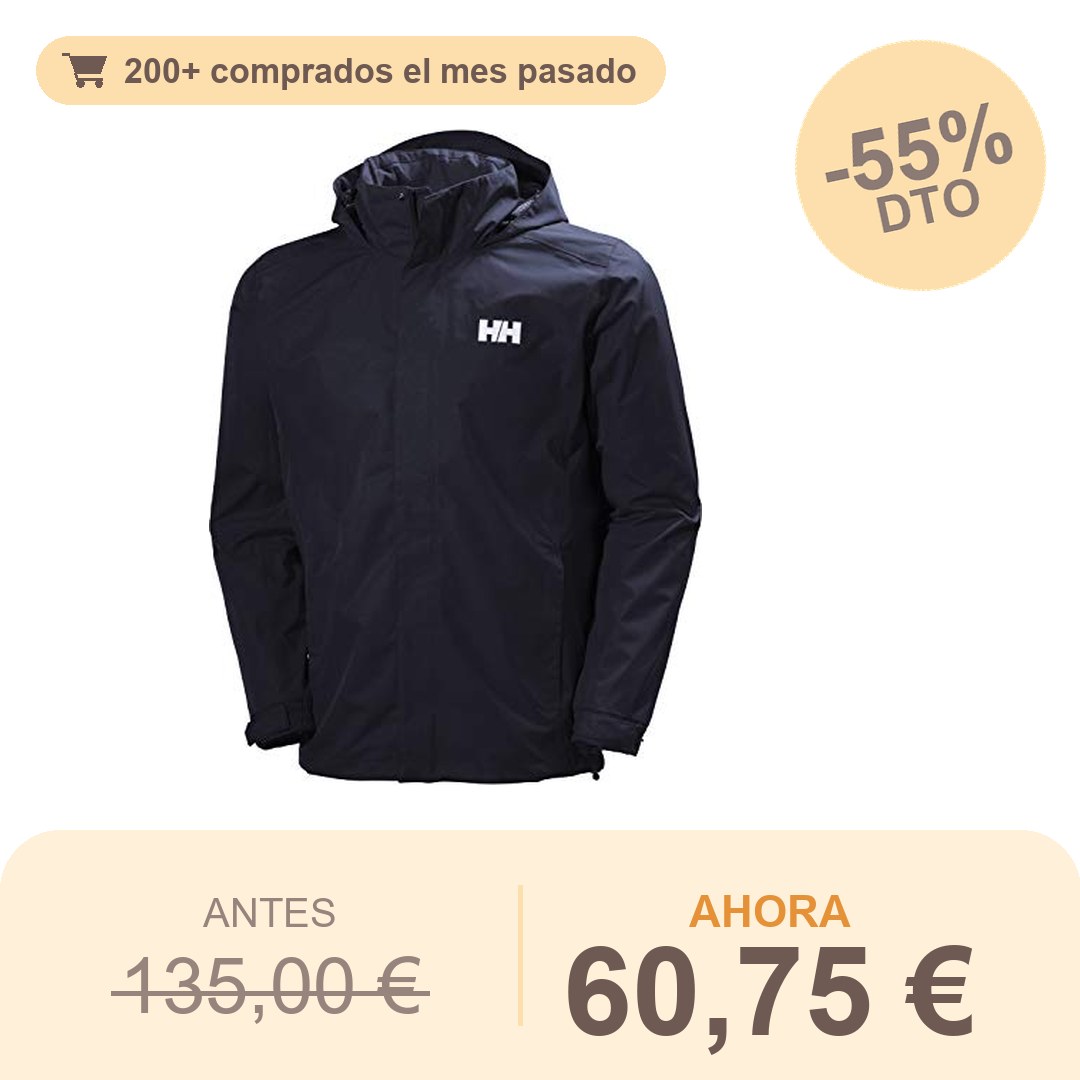 200+ comprados el mes pasado
-55%
DTO
HH
ANTES
AHORA
135,00 €
60,75 €